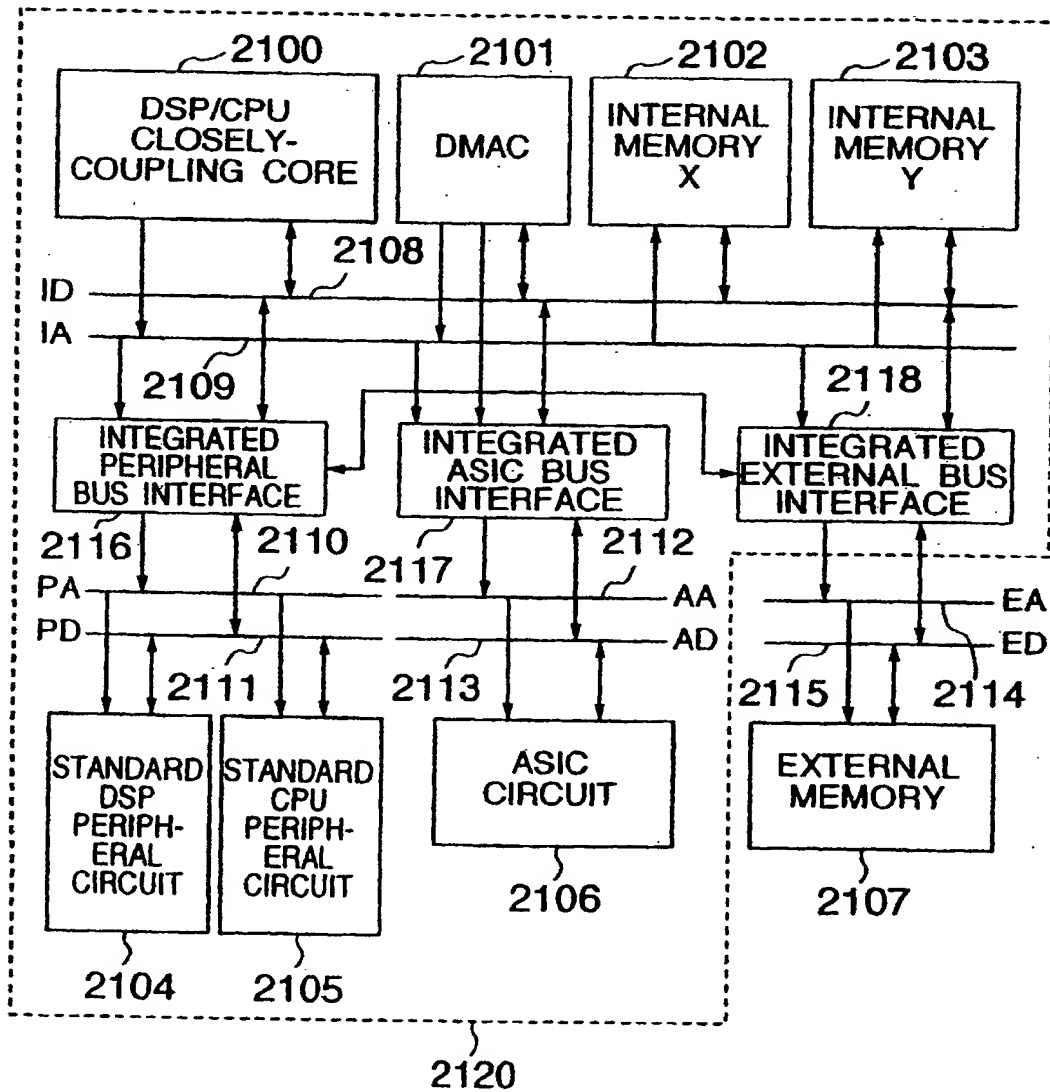 2100
2101
2102
2103
DSP/CPU
CLOSELY-
COUPLING CORE
DMAC
INTERNAL
MEMORY
X
INTERNAL
MEMORY
Y
2108
ID
IA
2109
2118
INTEGRATED
PERIPHERAL
BUS INTERFACE
INTEGRATED
ASIC BUS
INTERFACE
INTEGRATED
EXTERNAL BUS
INTERFACE
2116
2110
2117
2112
PA
AA
EA
PD
AD
ED
2111
2113
2115
2114
STANDARD
DSP
PERIPH-
ERAL
CIRCUIT
STANDARD
CPU
PERIPH-
ERAL
CIRCUIT
ASIC
CIRCUIT
EXTERNAL
MEMORY
2106
2107
2104
2105
2120